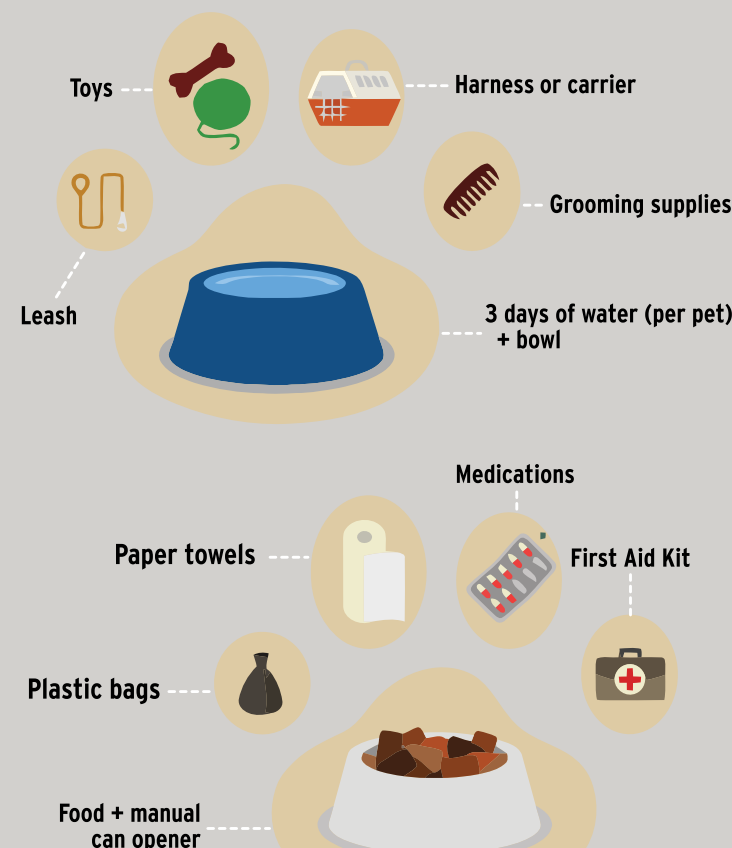 Toys
Harness or carrier
Grooming supplies
Leash
3 days of water (per pet)
+ bowl
Medications
Paper towels
First Aid Kit
Plastic bags
Food + manual
can opener